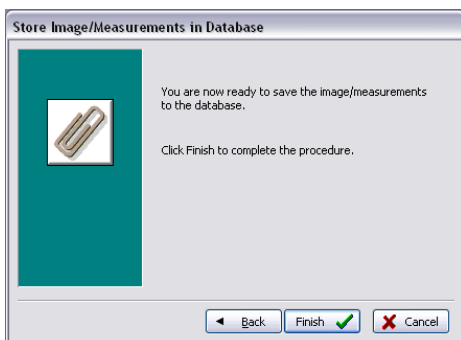 Store Image/Measurements in Database
You are now ready to save the image/measurements
to the database.
Click Finish to complete the procedure.
Back
Finish
Cancel